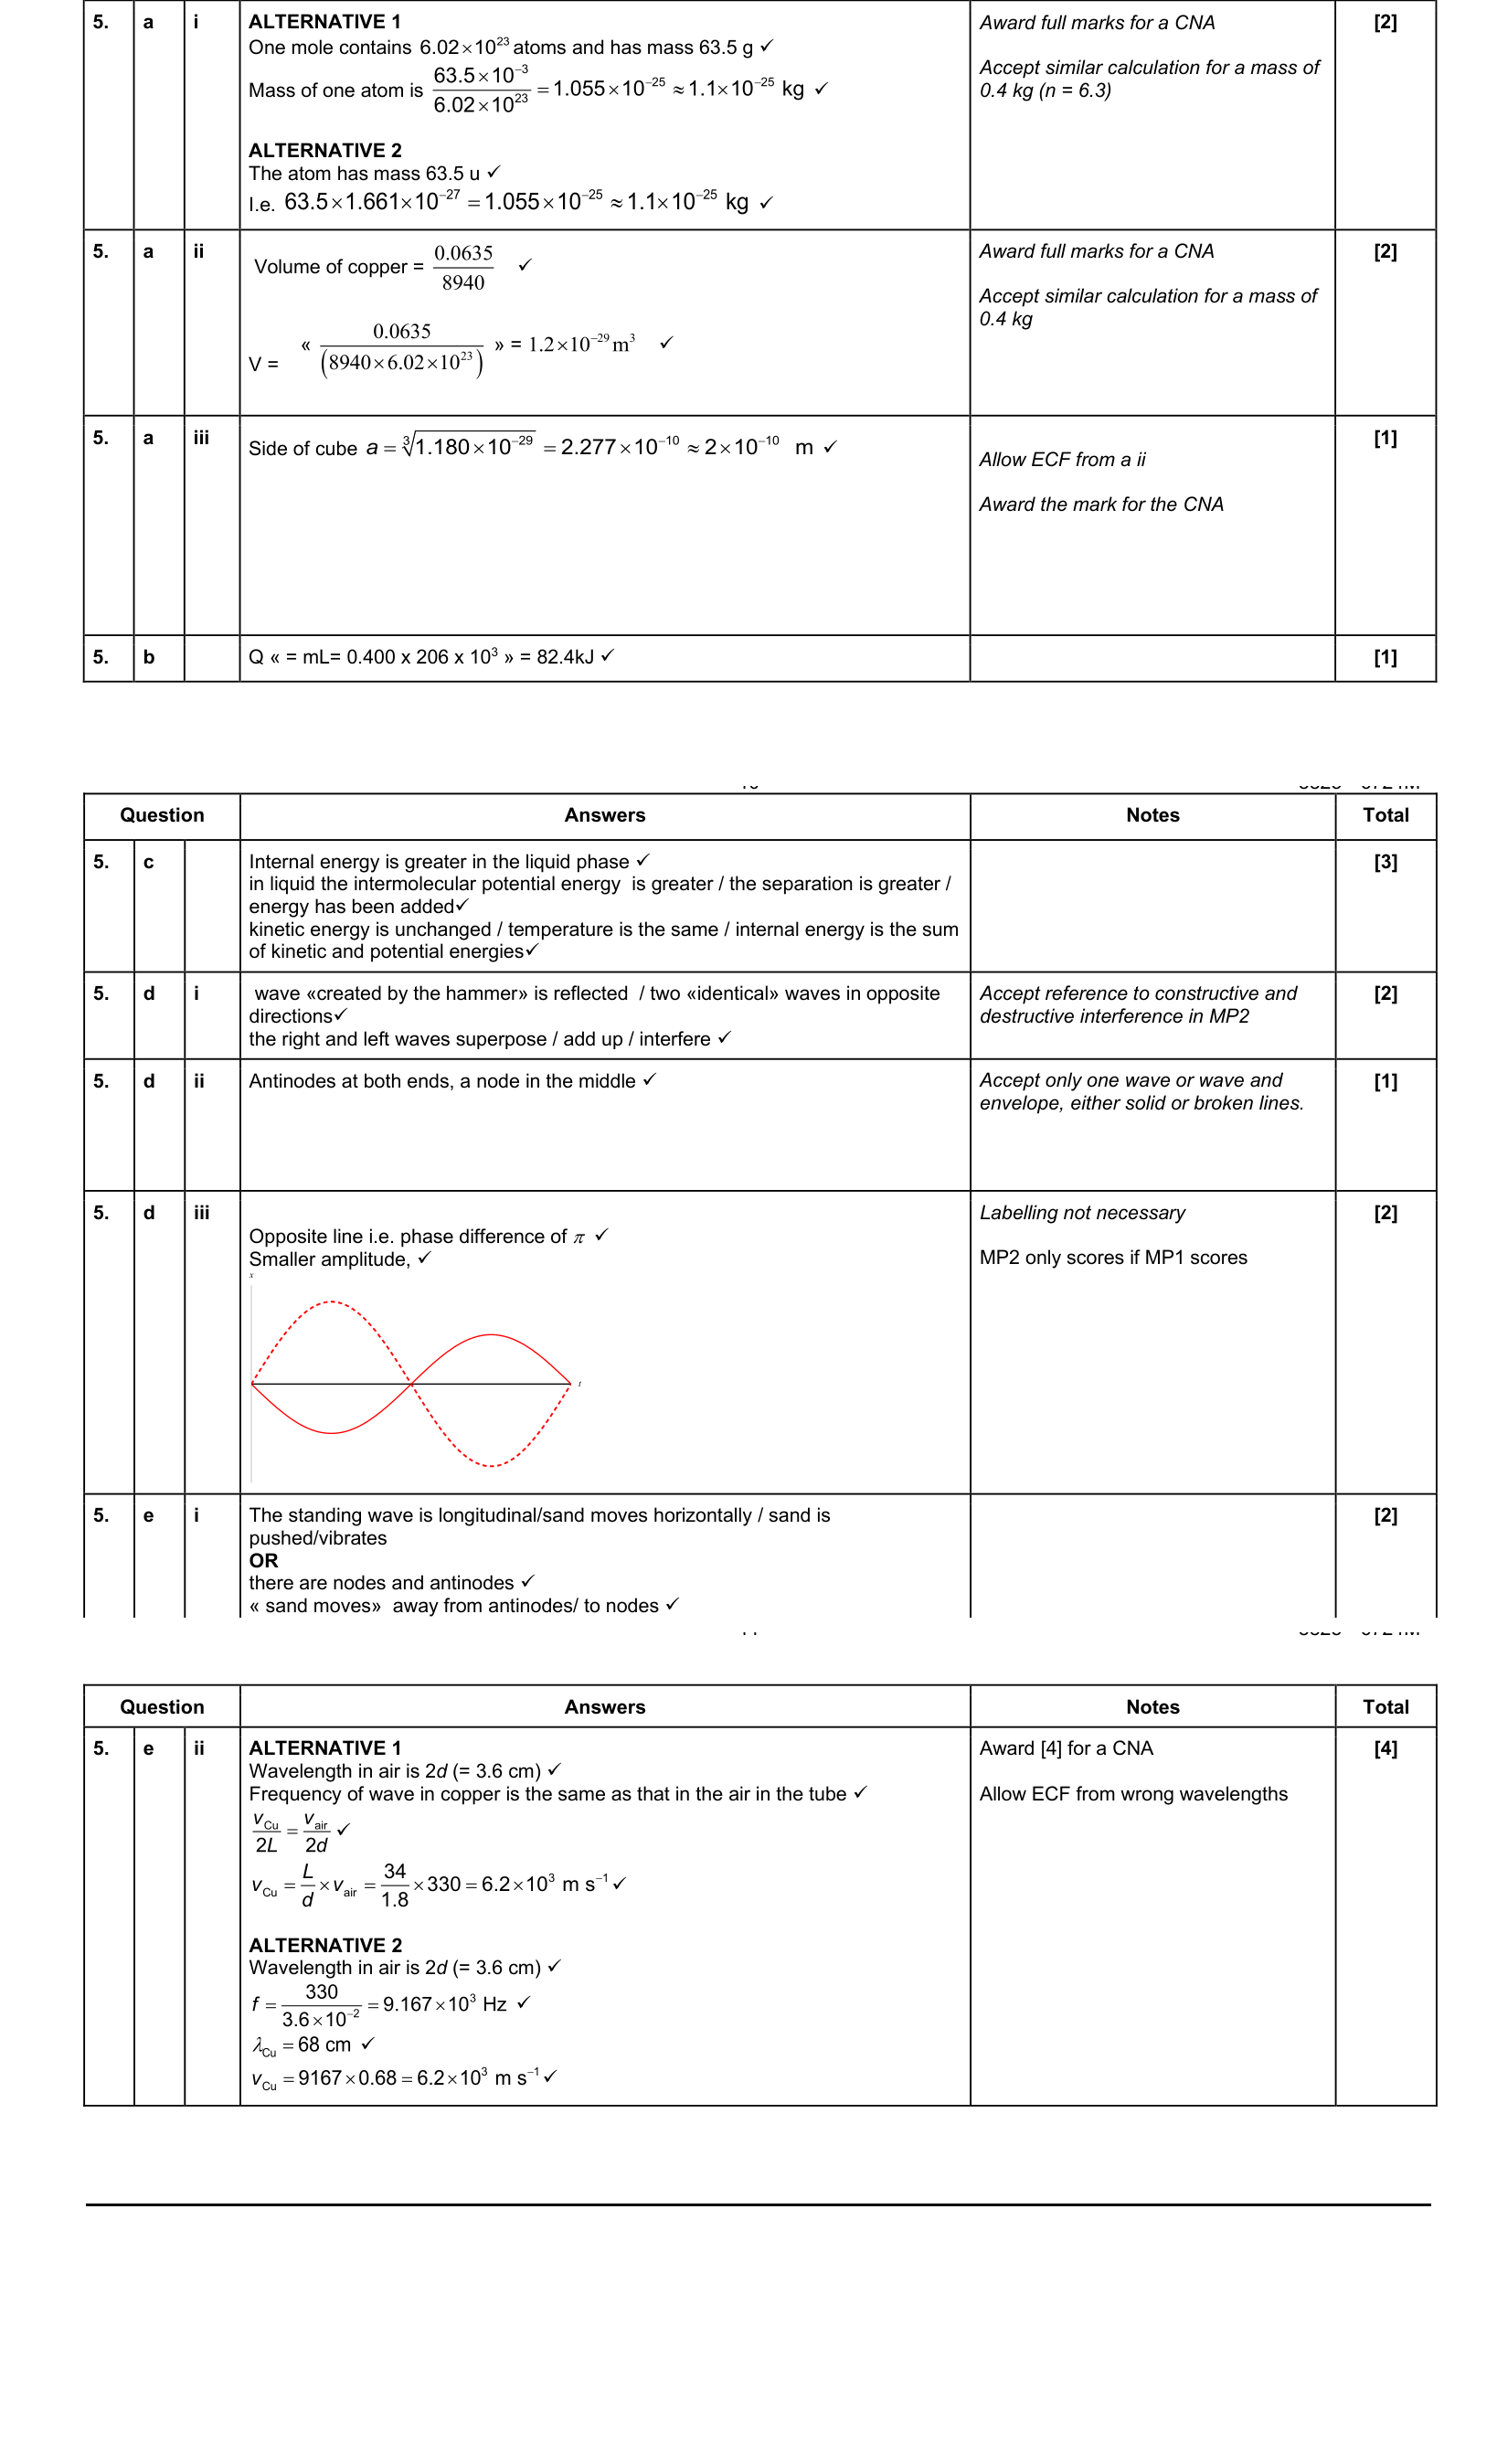 5. a i ALTERNATIVE 1 Award full marks for a CNA [2]
One mole contains 6.02×10²³ atoms and has mass 63.5 g ✓
Accept similar calculation for a mass of
0.4 kg (n = 6.3)
Mass of one atom is 63.5×10⁻³ / 6.02×10²³ = 1.055×10⁻²⁵ ≈ 1.1×10⁻²⁵ kg ✓
ALTERNATIVE 2
The atom has mass 63.5 u ✓
I.e. 63.5×1.661×10⁻²⁷ = 1.055×10⁻²⁵ ≈ 1.1×10⁻²⁵ kg ✓
5. a ii Volume of copper = 0.0635 / 8940 ✓ Award full marks for a CNA [2]
Accept similar calculation for a mass of
0.4 kg
V = « 0.0635 / (8940×6.02×10²³) » = 1.2×10⁻²⁹ m³ ✓
5. a iii Side of cube a = ∛1.180×10⁻²⁹ = 2.277×10⁻¹⁰ ≈ 2×10⁻¹⁰ m ✓ [1]
Allow ECF from a ii
Award the mark for the CNA
5. b Q « = mL= 0.400 x 206 x 10³ » = 82.4kJ ✓ [1]
Question Answers Notes Total
5. c Internal energy is greater in the liquid phase ✓ [3]
in liquid the intermolecular potential energy is greater / the separation is greater /
energy has been added✓
kinetic energy is unchanged / temperature is the same / internal energy is the sum
of kinetic and potential energies✓
5. d i wave «created by the hammer» is reflected / two «identical» waves in opposite Accept reference to constructive and [2]
directions✓ destructive interference in MP2
the right and left waves superpose / add up / interfere ✓
5. d ii Antinodes at both ends, a node in the middle ✓ Accept only one wave or wave and [1]
envelope, either solid or broken lines.
5. d iii Labelling not necessary [2]
Opposite line i.e. phase difference of π ✓
Smaller amplitude, ✓ MP2 only scores if MP1 scores
x
t
5. e i The standing wave is longitudinal/sand moves horizontally / sand is [2]
pushed/vibrates
OR
there are nodes and antinodes ✓
« sand moves» away from antinodes/ to nodes ✓
Question Answers Notes Total
5. e ii ALTERNATIVE 1 Award [4] for a CNA [4]
Wavelength in air is 2d (= 3.6 cm) ✓
Frequency of wave in copper is the same as that in the air in the tube ✓ Allow ECF from wrong wavelengths
v_Cu / 2L = v_air / 2d ✓
v_Cu = L / d × v_air = 34 / 1.8 × 330 = 6.2×10³ m s⁻¹ ✓
ALTERNATIVE 2
Wavelength in air is 2d (= 3.6 cm) ✓
f = 330 / 3.6×10⁻² = 9.167×10³ Hz ✓
λ_Cu = 68 cm ✓
v_Cu = 9167×0.68 = 6.2×10³ m s⁻¹ ✓